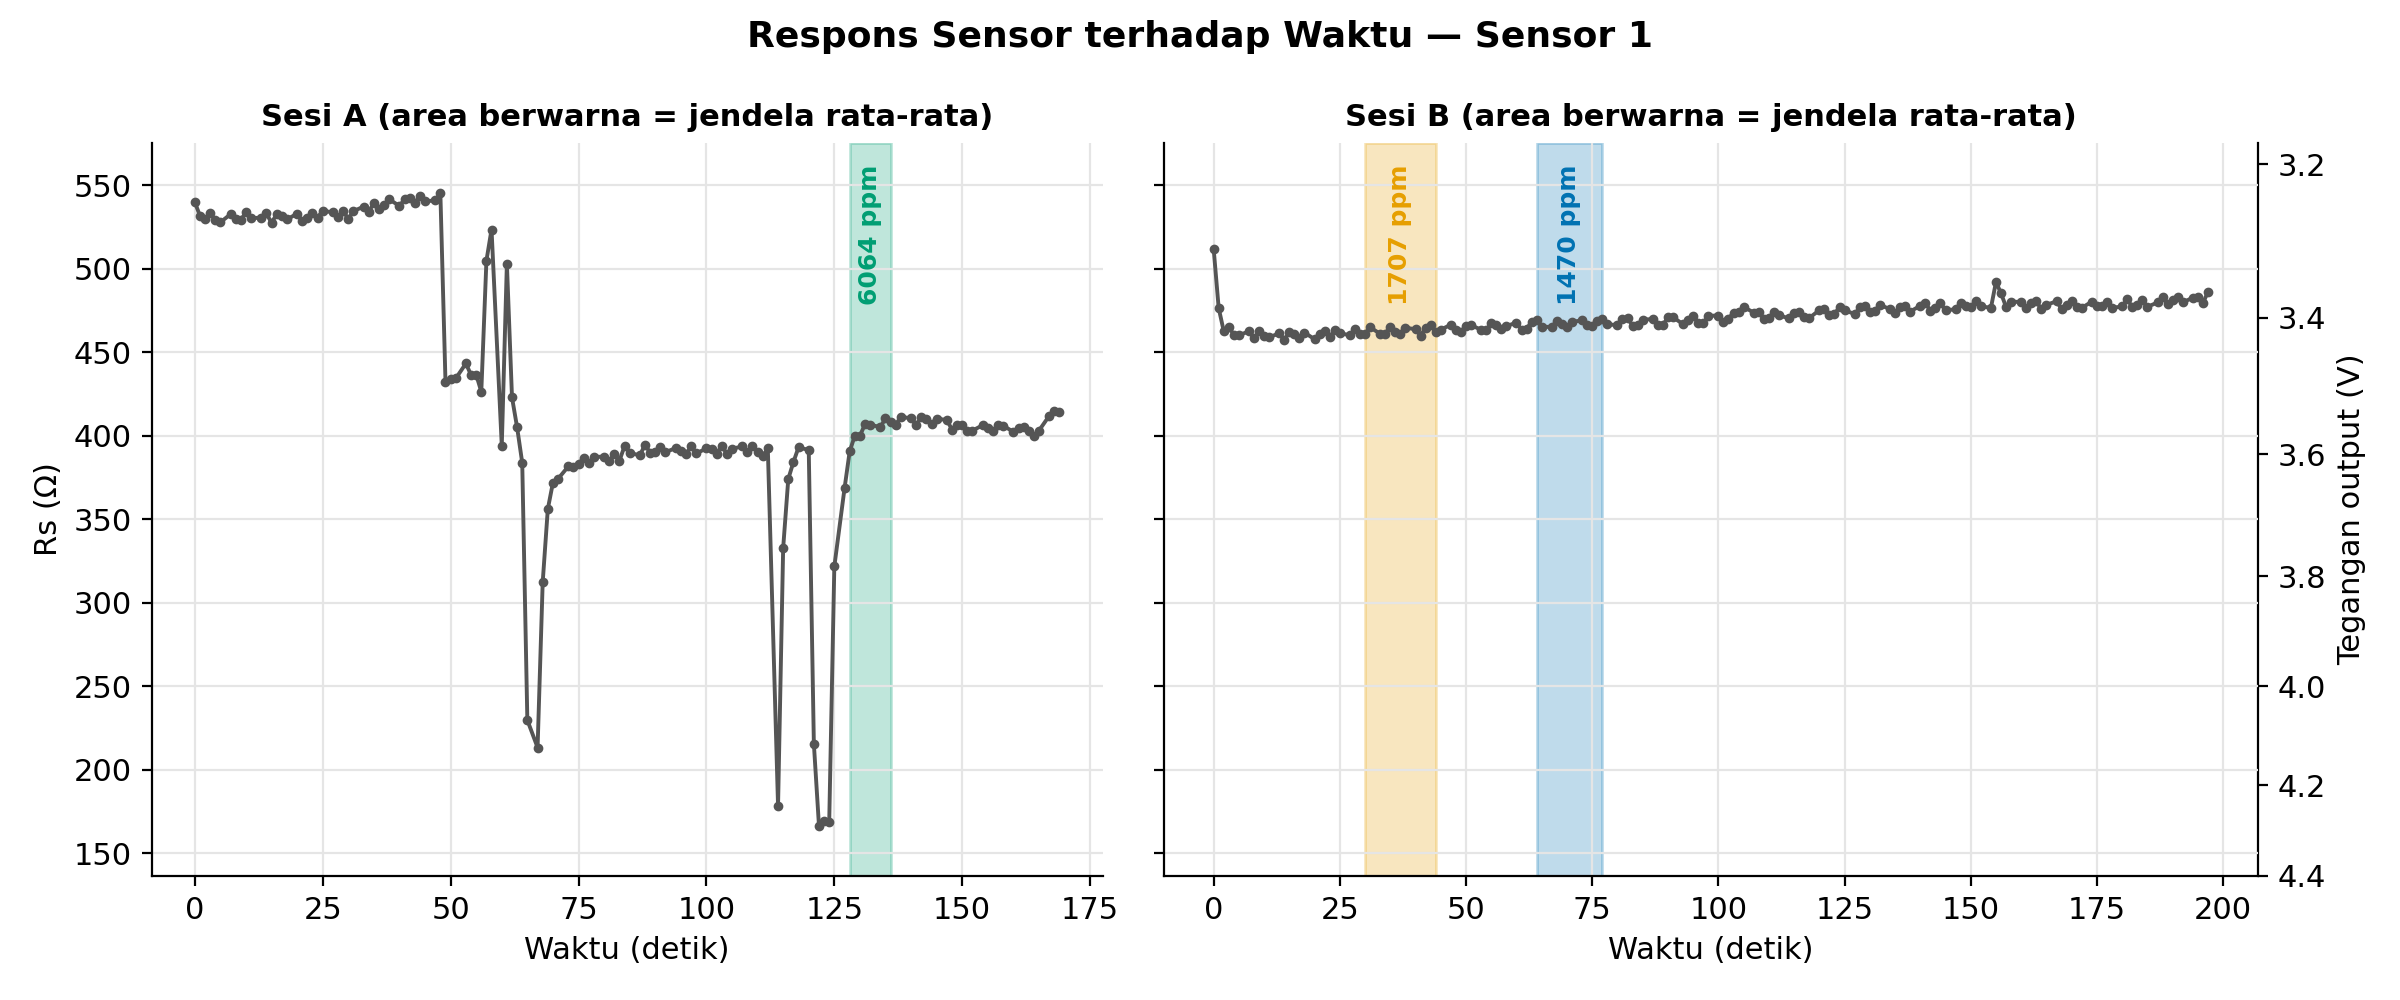 Respons Sensor terhadap Waktu — Sensor 1
Sesi A (area berwarna = jendela rata-rata)
550
500
450
400
350
300
250
200
150
Rs (Ω)
6064 ppm
0 25 50 75 100 125 150 175
Waktu (detik)
Sesi B (area berwarna = jendela rata-rata)
1707 ppm
1470 ppm
3.2
3.4
3.6
3.8
4.0
4.2
4.4
Tegangan output (V)
0 25 50 75 100 125 150 175 200
Waktu (detik)